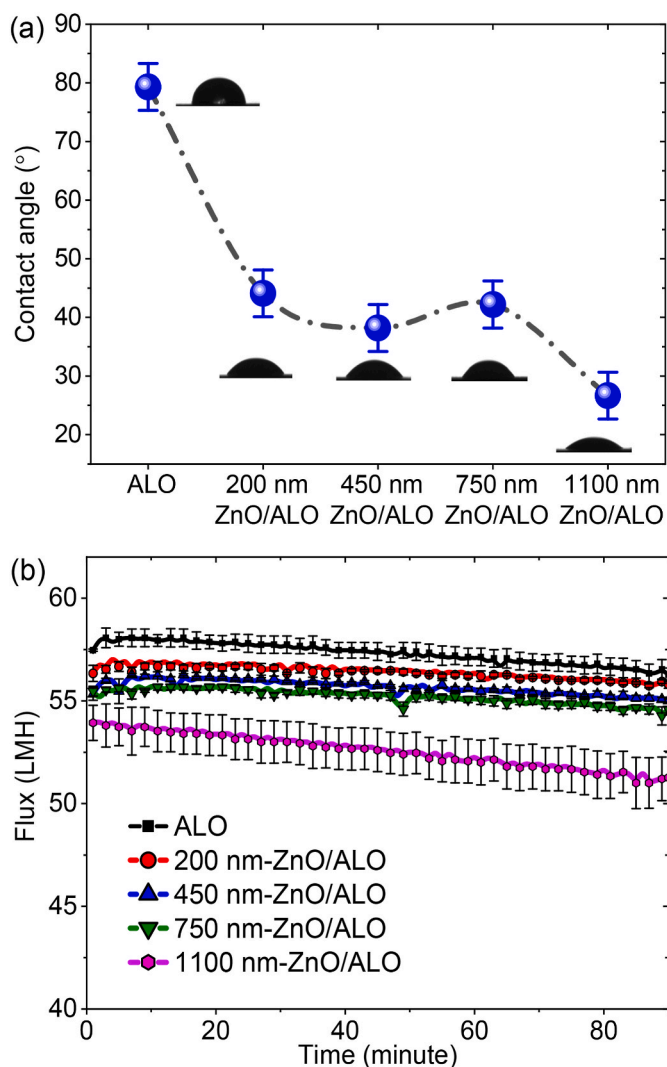 (a)
90
80
70
60
50
40
30
20
Contact angle (°)
ALO 200 nm 450 nm 750 nm 1100 nm
ZnO/ALO ZnO/ALO ZnO/ALO ZnO/ALO
(b)
60
55
50
45
40
Flux (LMH)
ALO
200 nm-ZnO/ALO
450 nm-ZnO/ALO
750 nm-ZnO/ALO
1100 nm-ZnO/ALO
0 20 40 60 80
Time (minute)